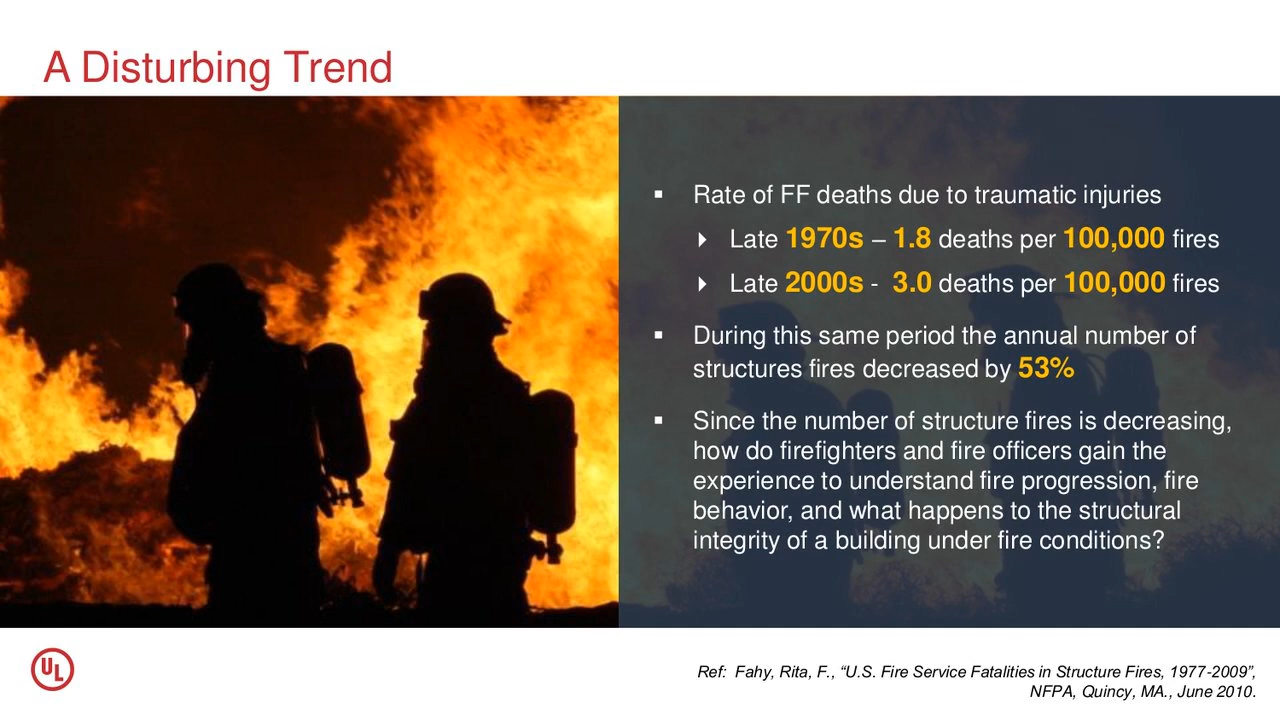 A Disturbing Trend
▪ Rate of FF deaths due to traumatic injuries
Late 1970s – 1.8 deaths per 100,000 fires
Late 2000s - 3.0 deaths per 100,000 fires
▪ During this same period the annual number of
structures fires decreased by 53%
▪ Since the number of structure fires is decreasing,
how do firefighters and fire officers gain the
experience to understand fire progression, fire
behavior, and what happens to the structural
integrity of a building under fire conditions?
UL
Ref: Fahy, Rita, F., “U.S. Fire Service Fatalities in Structure Fires, 1977-2009”,
NFPA, Quincy, MA., June 2010.